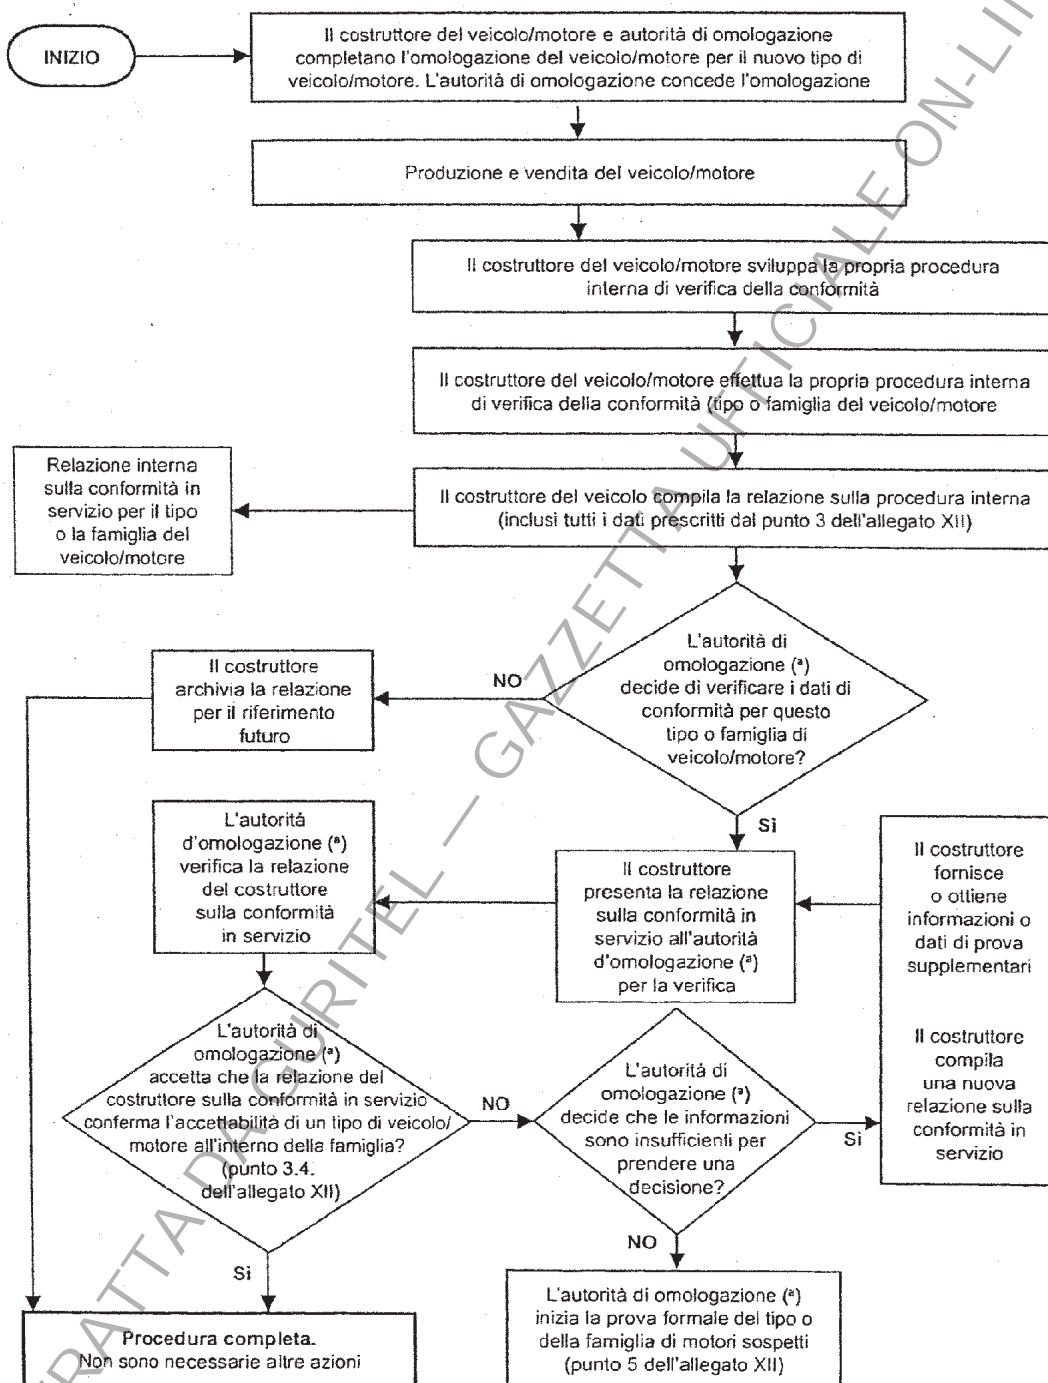 INIZIO
Il costruttore del veicolo/motore e autorità di omologazione
completano l'omologazione del veicolo/motore per il nuovo tipo di
veicolo/motore. L'autorità di omologazione concede l'omologazione
Produzione e vendita del veicolo/motore
Il costruttore del veicolo/motore sviluppa la propria procedura
interna di verifica della conformità
Il costruttore del veicolo/motore effettua la propria procedura interna
di verifica della conformità (tipo o famiglia del veicolo/motore
Relazione interna
sulla conformità in
servizio per il tipo
o la famiglia del
veicolo/motore
Il costruttore del veicolo compila la relazione sulla procedura interna
(inclusi tutti i dati prescritti dal punto 3 dell'allegato XII)
L'autorità di
omologazione (ª)
decide di verificare i dati di
conformità per questo
tipo o famiglia di
veicolo/motore?
NO
Il costruttore
archivia la relazione
per il riferimento
futuro
Sì
L'autorità
d'omologazione (ª)
verifica la relazione
del costruttore
sulla conformità
in servizio
Il costruttore
presenta la relazione
sulla conformità in
servizio all'autorità
d'omologazione (ª)
per la verifica
Il costruttore
fornisce
o ottiene
informazioni o
dati di prova
supplementari
Il costruttore
compila
una nuova
relazione sulla
conformità in
servizio
L'autorità di
omologazione (ª)
accetta che la relazione del
costruttore sulla conformità in servizio
conferma l'accettabilità di un tipo di veicolo/
motore all'interno della famiglia?
(punto 3.4.
dell'allegato XII)
NO
L'autorità di
omologazione (ª)
decide che le informazioni
sono insufficienti per
prendere una
decisione?
Sì
NO
Sì
Procedura completa.
Non sono necessarie altre azioni
L'autorità di omologazione (ª)
inizia la prova formale del tipo o
della famiglia di motori sospetti
(punto 5 dell'allegato XII)
RATTA DA GURITEL — GAZZETTA UFFICIALE ON-LI